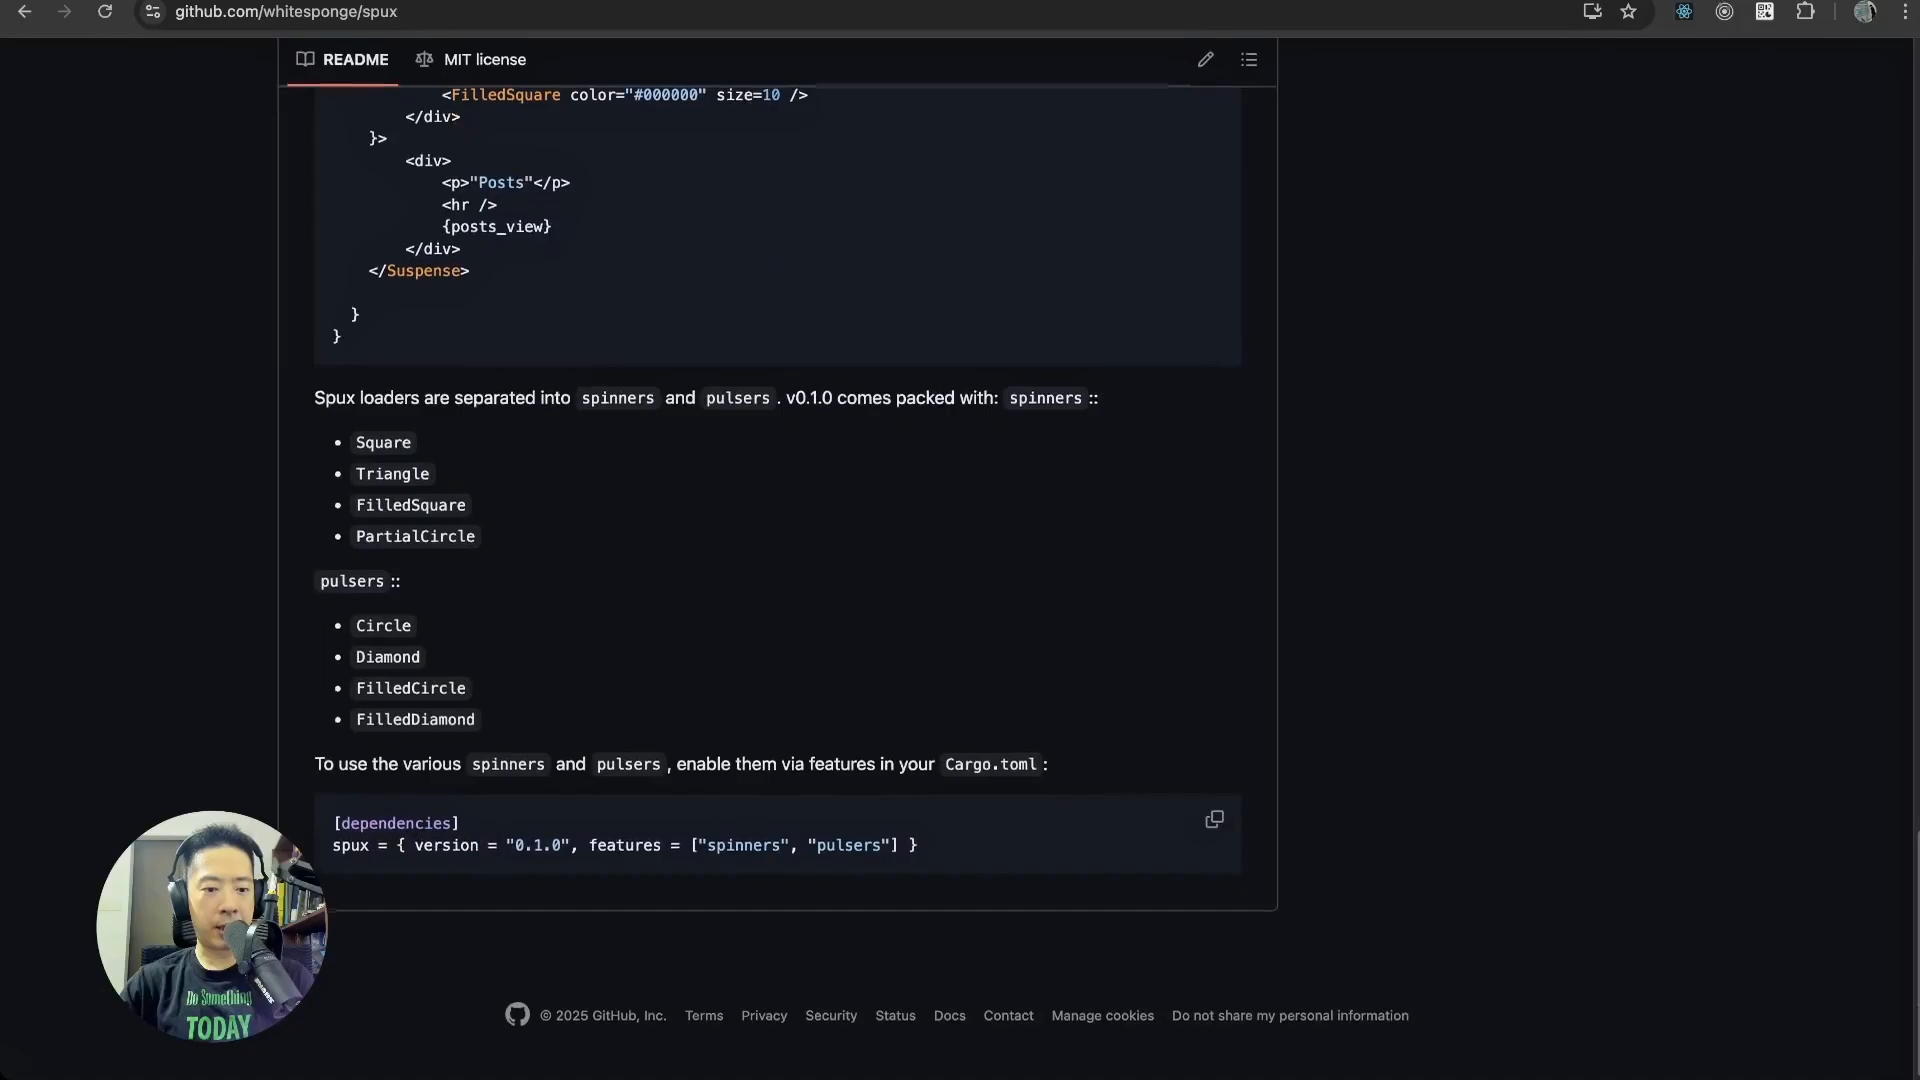 github.com/whitesponge/spux
README
MIT license
<FilledSquare color="#000000" size=10 />
</div>
}>
<div>
<p>"Posts"</p>
<hr />
{posts_view}
</div>
</Suspense>
}
}
Spux loaders are separated into spinners and pulsers . v0.1.0 comes packed with: spinners ::
• Square
• Triangle
• FilledSquare
• PartialCircle
pulsers ::
• Circle
• Diamond
• FilledCircle
• FilledDiamond
To use the various spinners and pulsers , enable them via features in your Cargo.toml :
[dependencies]
spux = { version = "0.1.0", features = ["spinners", "pulsers"] }
Do Something
TODAY
© 2025 GitHub, Inc. Terms Privacy Security Status Docs Contact Manage cookies Do not share my personal information